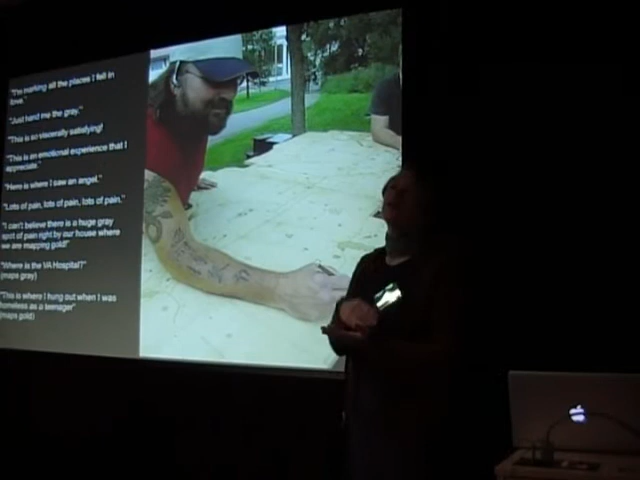 "I'm marking all the places I fell in
love."
"Just hand me the gray."
"This is so viscerally satisfying!
"This is an emotional experience that I
appreciate."
"Here is where I saw an angel."
"Lots of pain, lots of pain, lots of pain."
"I can't believe there is a huge gray
spot of pain right by our house where
we are mapping gold!"
"Where is the VA Hospital?"
(maps gray)
"This is where I hung out when I was
homeless as a teenager"
(maps gold)